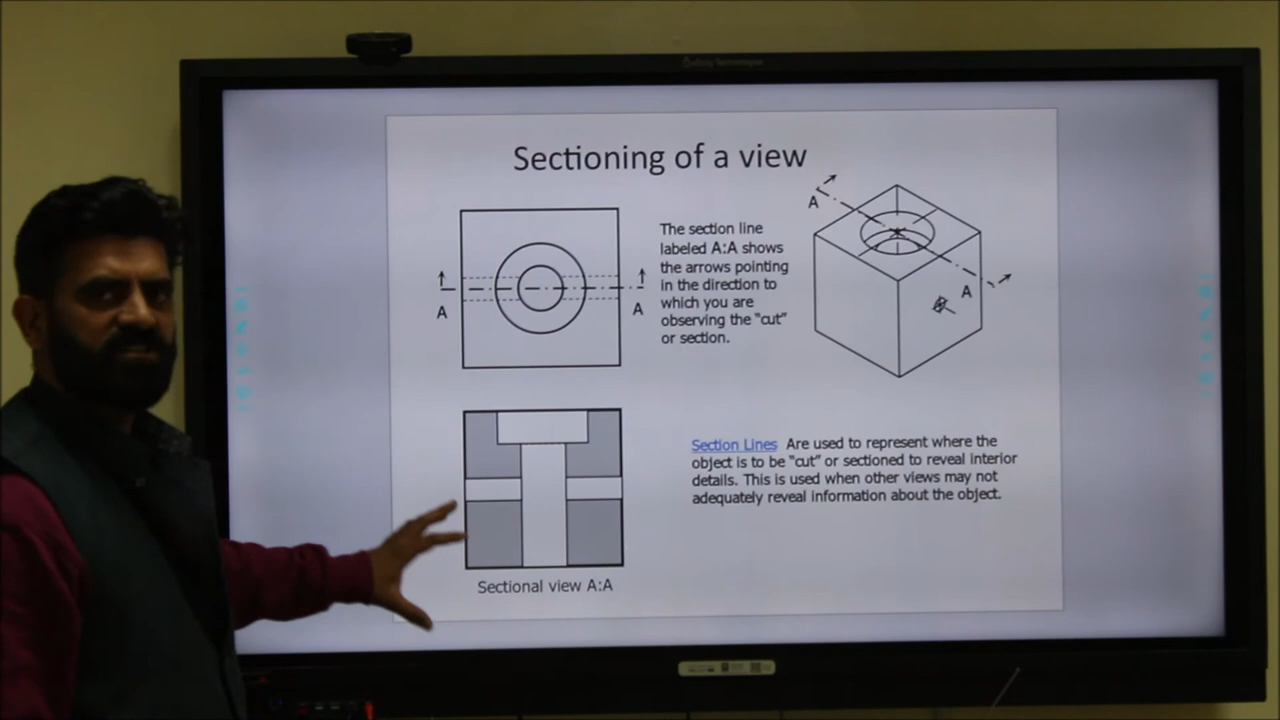 Sectioning of a view
A
A
The section line
labeled A:A shows
the arrows pointing
in the direction to
which you are
observing the "cut"
or section.
A
A
Sectional view A:A
Section Lines Are used to represent where the
object is to be "cut" or sectioned to reveal interior
details. This is used when other views may not
adequately reveal information about the object.